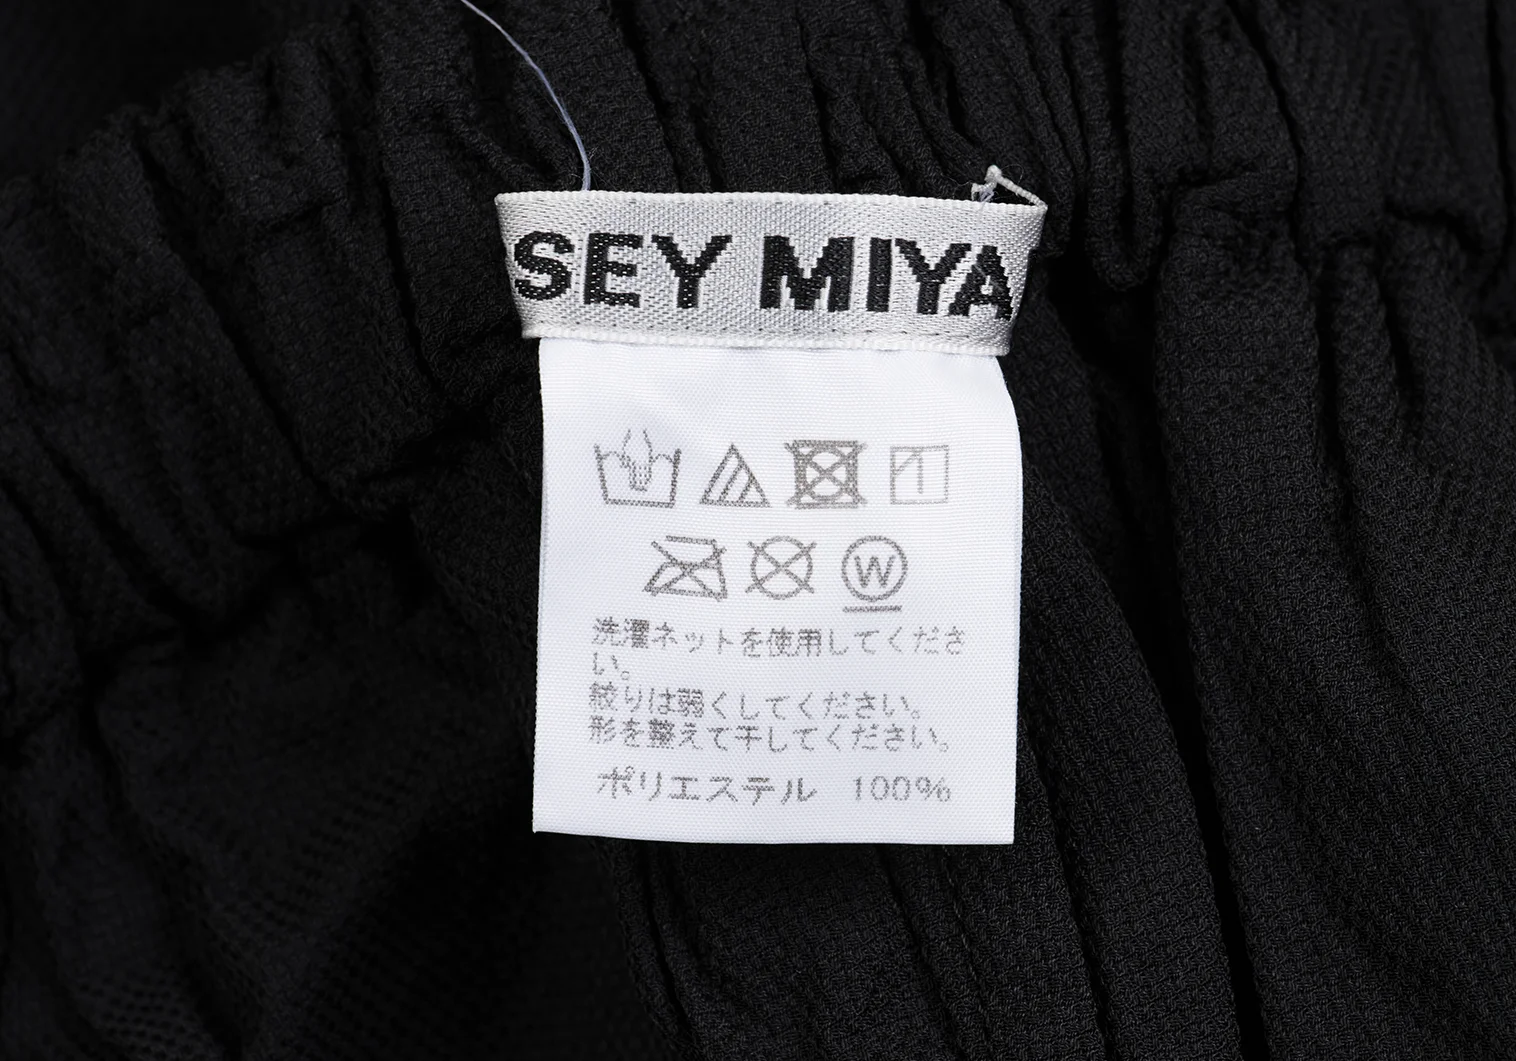 SEY MIYA
W
洗濯ネットを使用してくださ
い。
絞りは弱くしてください。
形を整えて干してください。
ポリエステル 100%